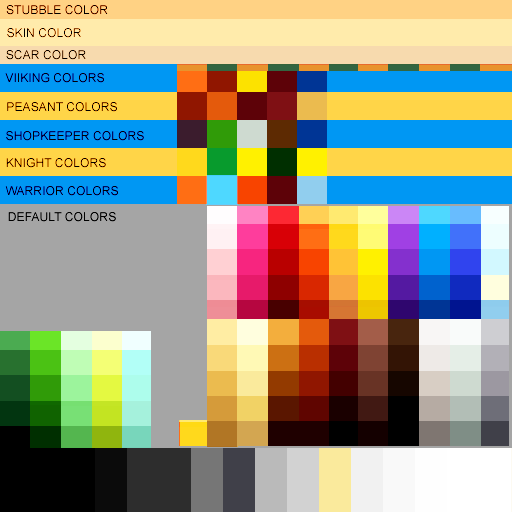 STUBBLE COLOR
SKIN COLOR
SCAR COLOR
VIIKING COLORS
PEASANT COLORS
SHOPKEEPER COLORS
KNIGHT COLORS
WARRIOR COLORS
DEFAULT COLORS